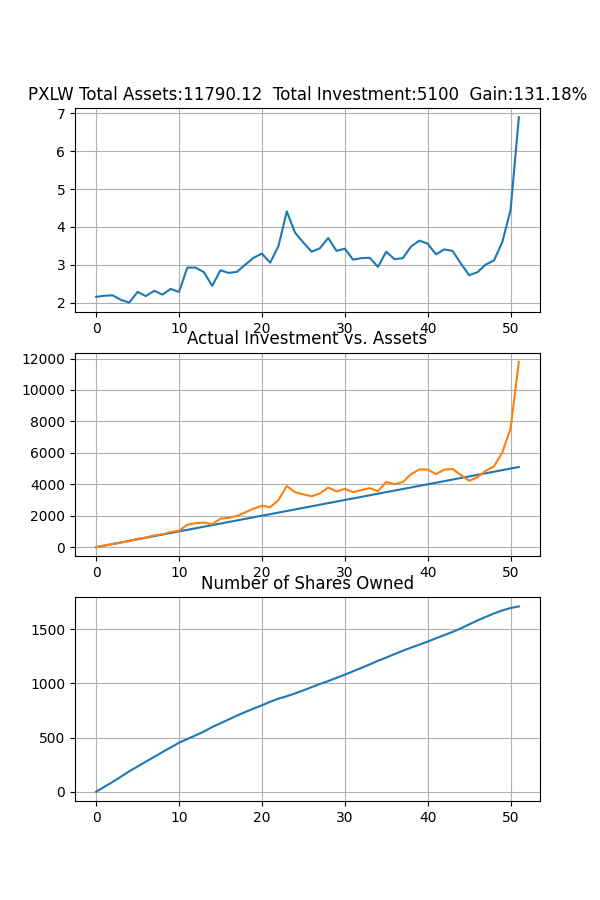 PXLW Total Assets:11790.12  Total Investment:5100  Gain:131.18%
7
6
5
4
3
2
0 10 20 30 40 50
Actual Investment vs. Assets
12000
10000
8000
6000
4000
2000
0
0 10 20 30 40 50
Number of Shares Owned
1500
1000
500
0
0 10 20 30 40 50